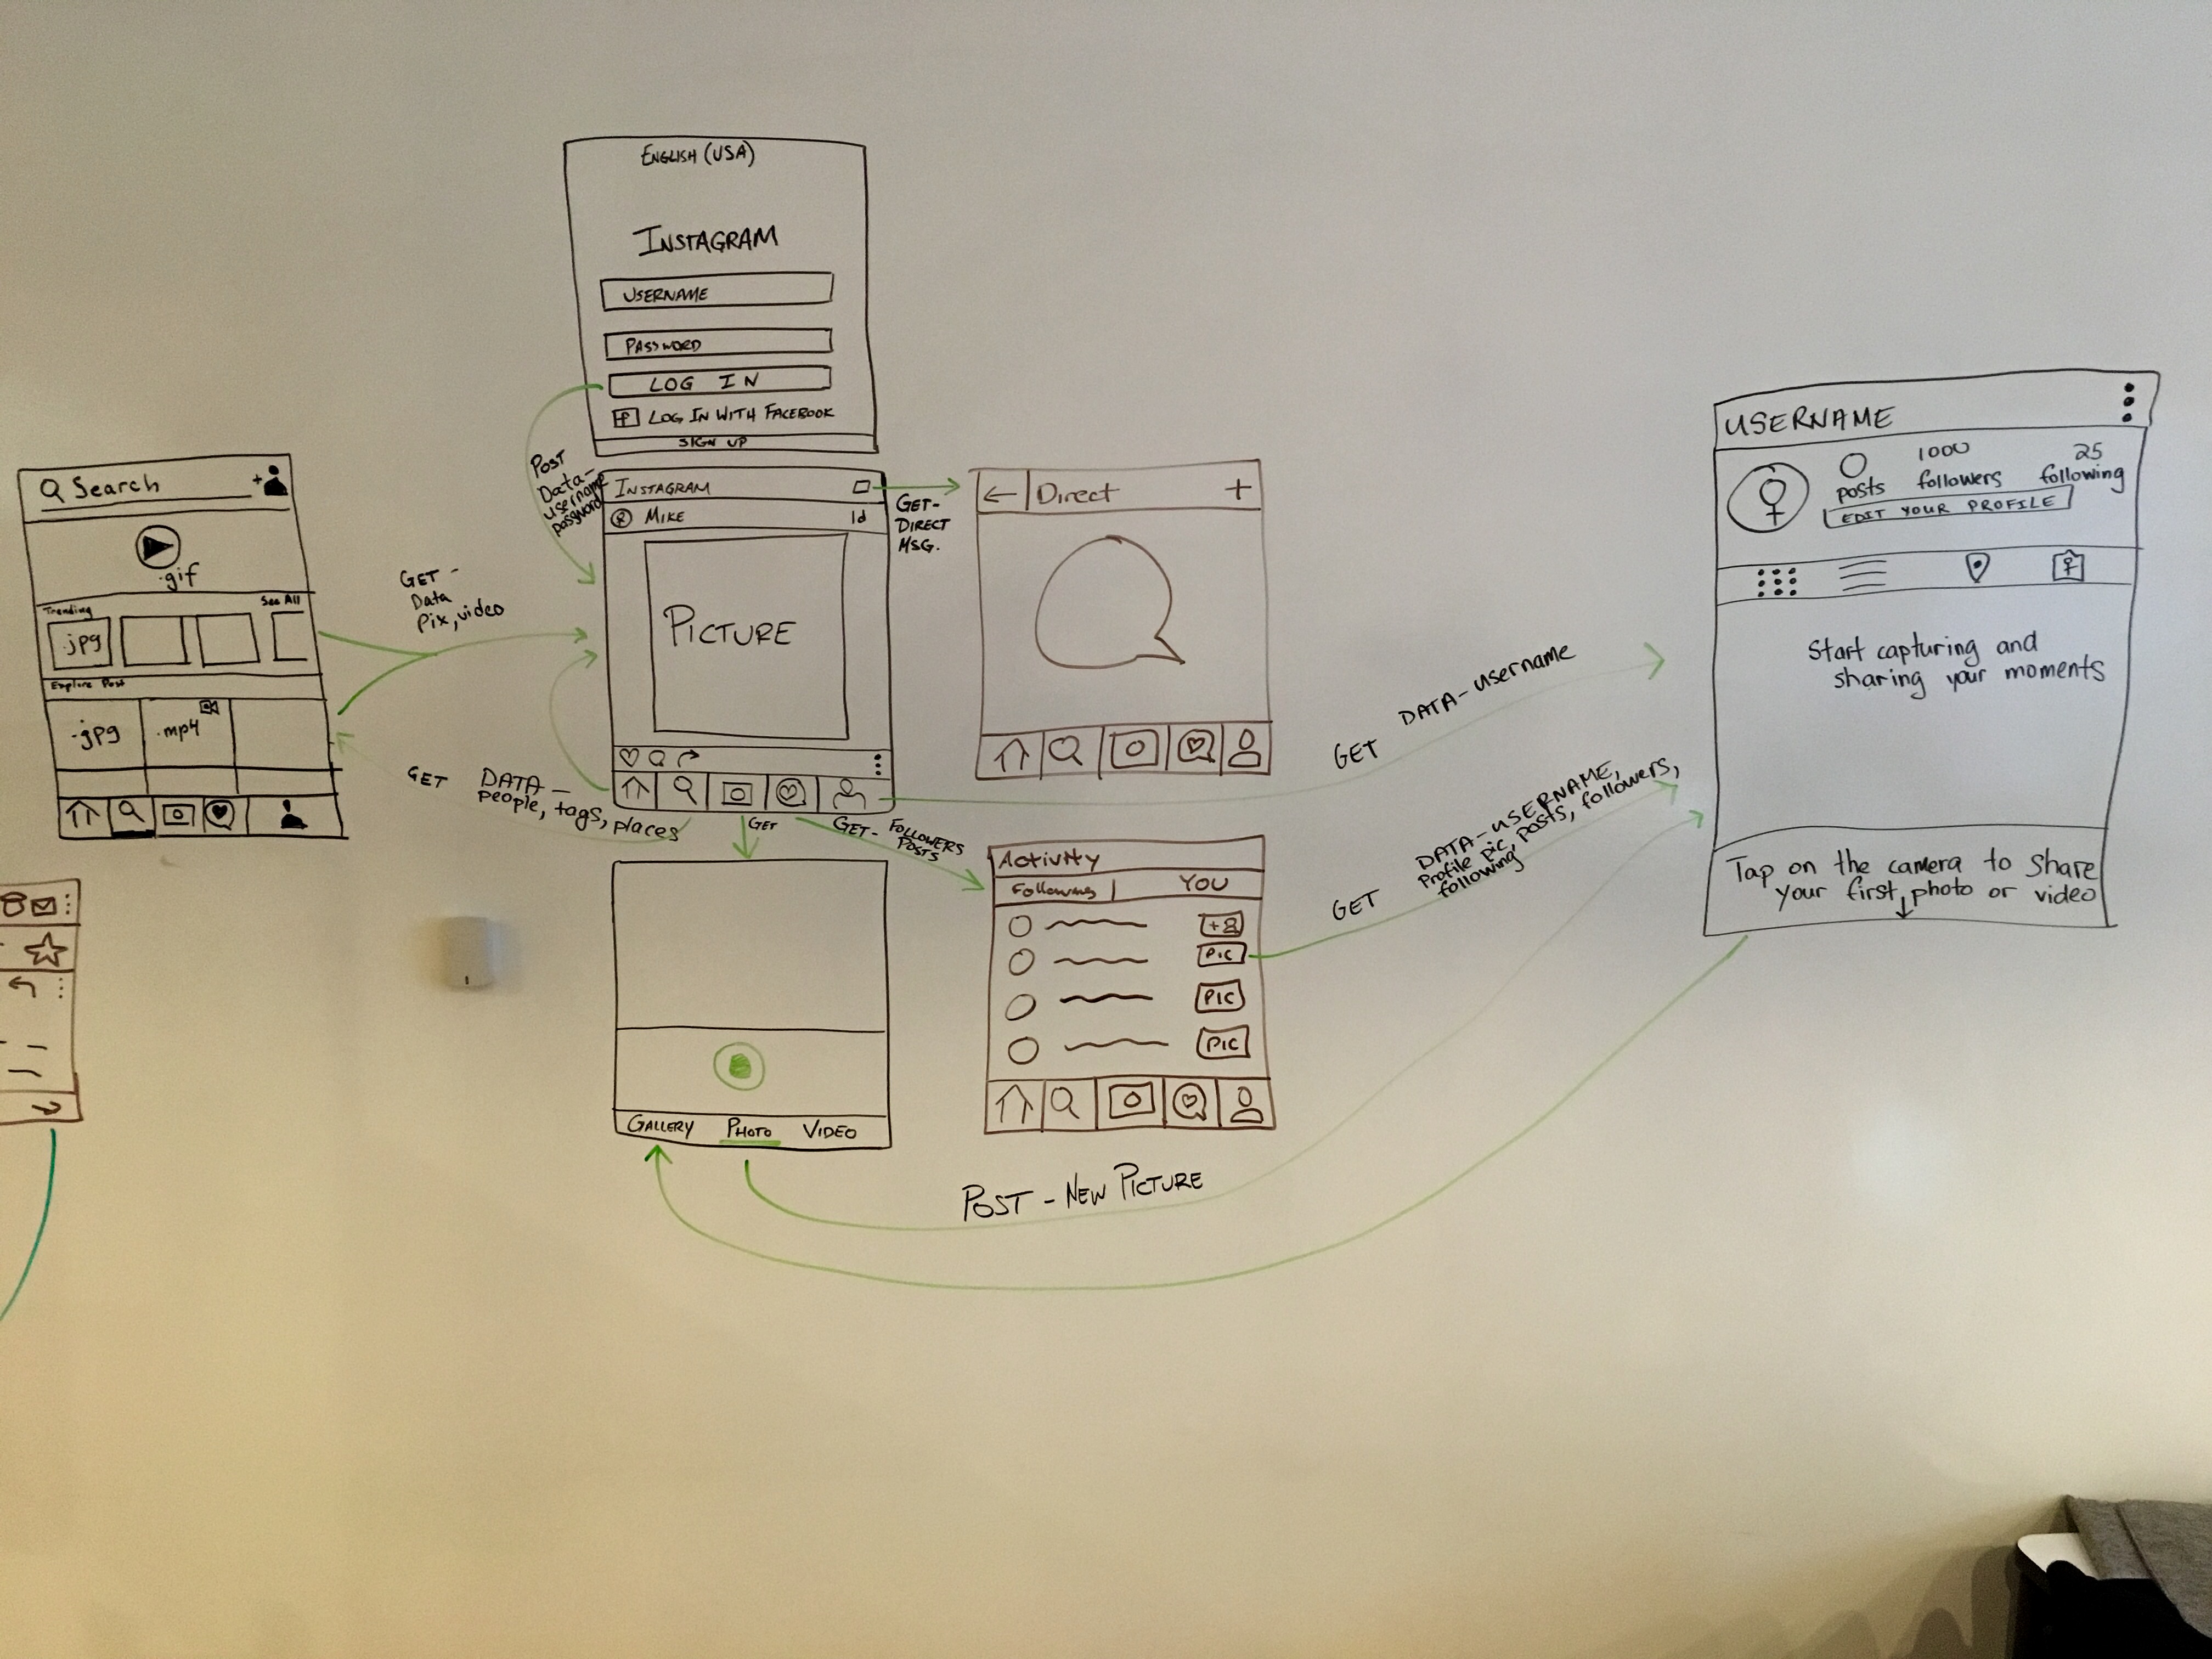 ENGLISH (USA)
INSTAGRAM
USERNAME
PASSWORD
LOG IN
f LOG IN WITH FACEBOOK
SIGN UP
POST
Data-
username
password
INSTAGRAM
MIKE 1d
PICTURE
GET-
DIRECT
MSG.
Direct +
Search +
.gif
Trending See All
.jpg
Explore Post
.jpg .mp4
GET -
Data
Pix, video
GET DATA -
people, tags, places
GET
GET- FOLLOWERS
POSTS
GALLERY PHOTO VIDEO
Activity
Following YOU
+
PIC
PIC
PIC
GET DATA - username
GET DATA - USERNAME,
Profile pic, posts, followers,
following
POST - NEW PICTURE
USERNAME
0 1000 25
posts followers following
EDIT YOUR PROFILE
Start capturing and
sharing your moments
Tap on the camera to share
your first photo or video